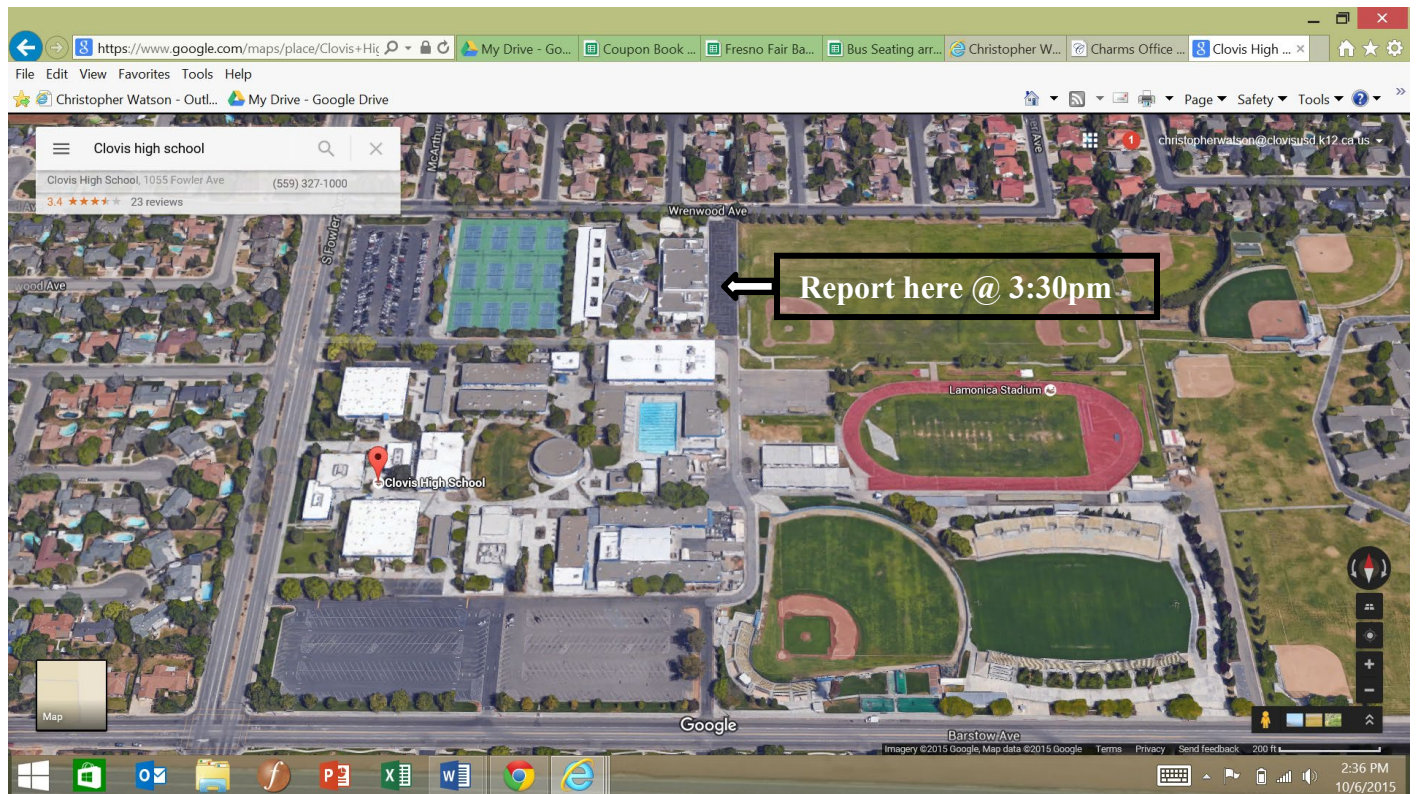 https://www.google.com/maps/place/Clovis+Hig
My Drive - Go...
Coupon Book ...
Fresno Fair Ba...
Bus Seating arr...
Christopher W...
Charms Office ...
Clovis High ...
File Edit View Favorites Tools Help
Christopher Watson - Outl...
My Drive - Google Drive
Page Safety Tools
Clovis high school
Clovis High School, 1055 Fowler Ave
(559) 327-1000
3.4 23 reviews
McArthur
1
christopherwatson@clovisusd.k12.ca.us
Wrenwood Ave
S Fowler
wood Ave
Report here @ 3:30pm
Lamonica Stadium
Clovis High School
Map
Google
Barstow Ave
Imagery ©2015 Google, Map data ©2015 Google Terms Privacy Send feedback 200 ft
2:36 PM
10/6/2015